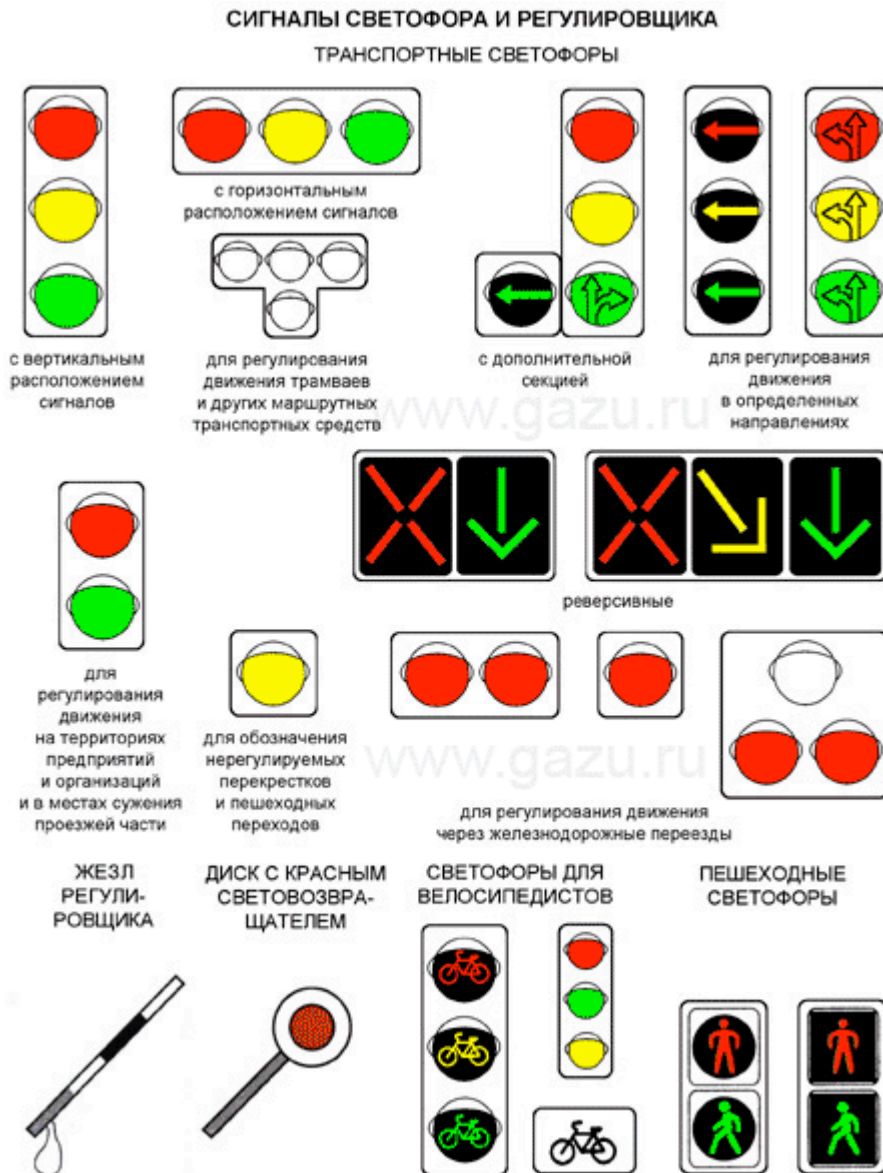 СИГНАЛЫ СВЕТОФОРА И РЕГУЛИРОВЩИКА
ТРАНСПОРТНЫЕ СВЕТОФОРЫ
с горизонтальным
расположением сигналов
с вертикальным
расположением
сигналов
для регулирования
движения трамваев
и других маршрутных
транспортных средств
с дополнительной
секцией
для регулирования
движения
в определенных
направлениях
www.gazu.ru
реверсивные
для
регулирования
движения
на территориях
предприятий
и организаций
и в местах сужения
проезжей части
для обозначения
нерегулируемых
перекрестков
и пешеходных
переходов
www.gazu.ru
для регулирования движения
через железнодорожные переезды
ЖЕЗЛ
РЕГУЛИ-
РОВЩИКА
ДИСК С КРАСНЫМ
СВЕТОВОЗВРА-
ЩАТЕЛЕМ
СВЕТОФОРЫ ДЛЯ
ВЕЛОСИПЕДИСТОВ
ПЕШЕХОДНЫЕ
СВЕТОФОРЫ